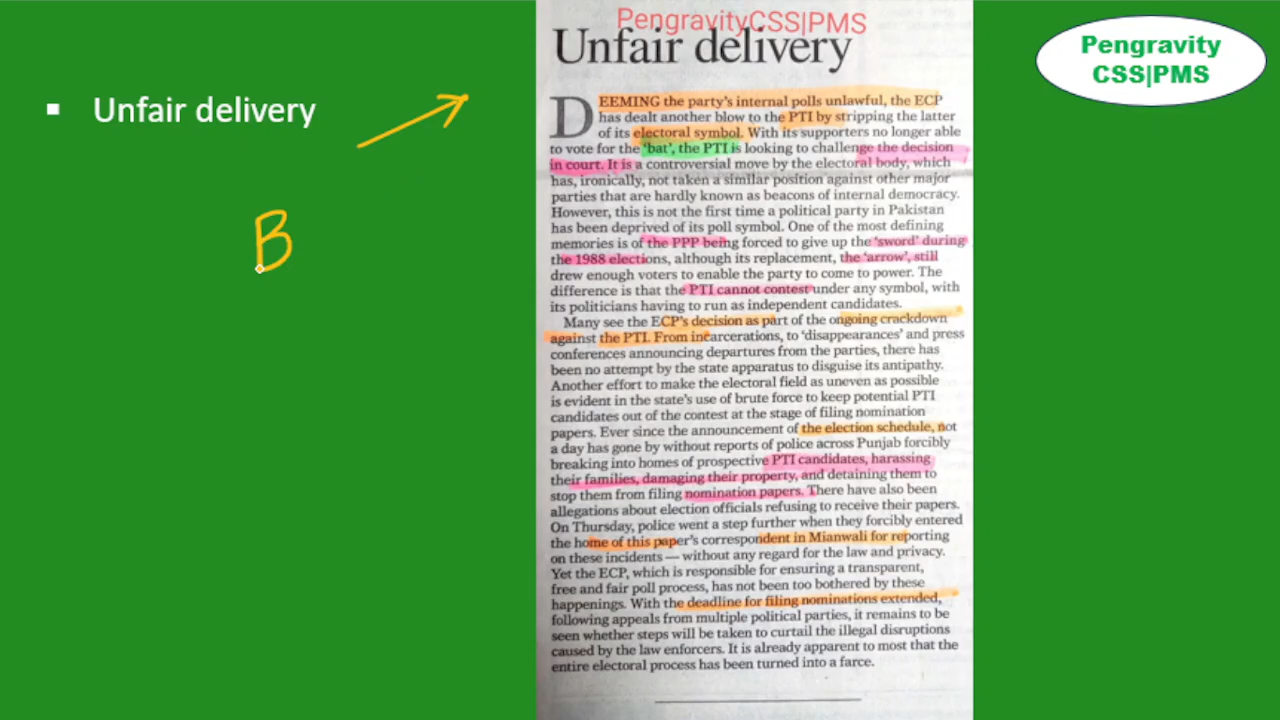 ▪ Unfair delivery
B
PengravityCSS|PMS
Unfair delivery
DEEMING the party's internal polls unlawful, the ECP
has dealt another blow to the PTI by stripping the latter
of its electoral symbol. With its supporters no longer able
to vote for the 'bat', the PTI is looking to challenge the decision
in court. It is a controversial move by the electoral body, which
has, ironically, not taken a similar position against other major
parties that are hardly known as beacons of internal democracy.
However, this is not the first time a political party in Pakistan
has been deprived of its poll symbol. One of the most defining
memories is of the PPP being forced to give up the 'sword' during
the 1988 elections, although its replacement, the 'arrow', still
drew enough voters to enable the party to come to power. The
difference is that the PTI cannot contest under any symbol, with
its politicians having to run as independent candidates.
Many see the ECP's decision as part of the ongoing crackdown
against the PTI. From incarcerations, to 'disappearances' and press
conferences announcing departures from the parties, there has
been no attempt by the state apparatus to disguise its antipathy.
Another effort to make the electoral field as uneven as possible
is evident in the state's use of brute force to keep potential PTI
candidates out of the contest at the stage of filing nomination
papers. Ever since the announcement of the election schedule, not
a day has gone by without reports of police across Punjab forcibly
breaking into homes of prospective PTI candidates, harassing
their families, damaging their property, and detaining them to
stop them from filing nomination papers. There have also been
allegations about election officials refusing to receive their papers.
On Thursday, police went a step further when they forcibly entered
the home of this paper's correspondent in Mianwali for reporting
on these incidents — without any regard for the law and privacy.
Yet the ECP, which is responsible for ensuring a transparent,
free and fair poll process, has not been too bothered by these
happenings. With the deadline for filing nominations extended,
following appeals from multiple political parties, it remains to be
seen whether steps will be taken to curtail the illegal disruptions
caused by the law enforcers. It is already apparent to most that the
entire electoral process has been turned into a farce.
Pengravity
CSS|PMS